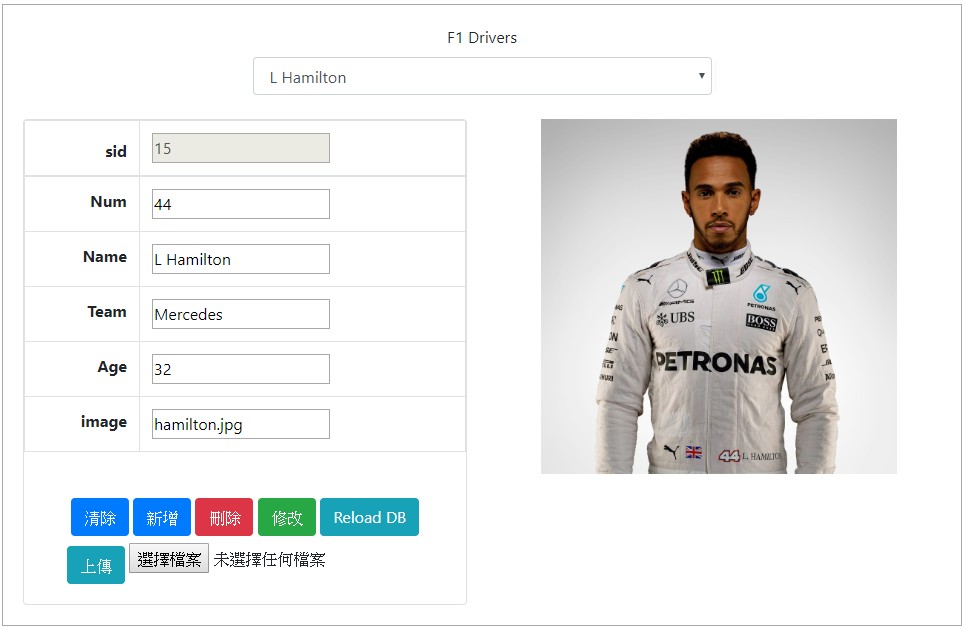 F1 Drivers
L Hamilton
sid 15
Num 44
Name L Hamilton
Team Mercedes
Age 32
image hamilton.jpg
清除 新增 刪除 修改 Reload DB
上傳 選擇檔案 未選擇任何檔案
AMG
PETRONAS
UBS
BOSS
PETRONAS
44 L. HAMILTON